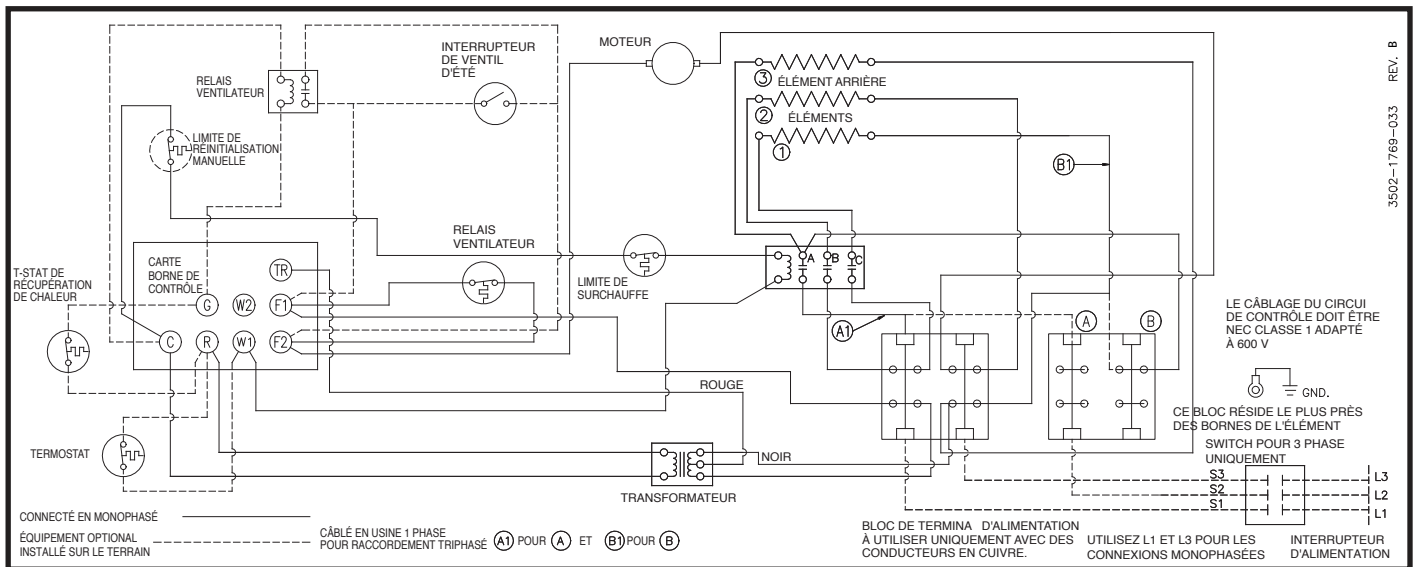 INTERRUPTEUR
DE VENTIL
D'ÉTÉ
MOTEUR
3502-1769-033 REV. B
RELAIS
VENTILATEUR
3 ÉLÉMENT ARRIÈRE
2 ÉLÉMENTS
1
B1
LIMITE DE
RÉINITIALISATION
MANUELLE
RELAIS
VENTILATEUR
A B C
LIMITE DE
SURCHAUFFE
T-STAT DE
RÉCUPÉRATION
DE CHALEUR
CARTE
BORNE DE
CONTRÔLE
TR
G W2 F1
C R W1 F2
A1
A B
LE CÂBLAGE DU CIRCUI
DE CONTRÔLE DOIT ÊTRE
NEC CLASSE 1 ADAPTÉ
À 600 V
GND.
ROUGE
CE BLOC RÉSIDE LE PLUS PRÈS
DES BORNES DE L'ÉLÉMENT
TERMOSTAT
NOIR
TRANSFORMATEUR
SWITCH POUR 3 PHASE
UNIQUEMENT
S3 L3
S2 L2
S1 L1
CONNECTÉ EN MONOPHASÉ
ÉQUIPEMENT OPTIONAL
INSTALLÉ SUR LE TERRAIN
CÂBLÉ EN USINE 1 PHASE
POUR RACCORDEMENT TRIPHASÉ A1 POUR A ET B1 POUR B
BLOC DE TERMINA D'ALIMENTATION
À UTILISER UNIQUEMENT AVEC DES
CONDUCTEURS EN CUIVRE.
UTILISEZ L1 ET L3 POUR LES
CONNEXIONS MONOPHASÉES
INTERRUPTEUR
D'ALIMENTATION